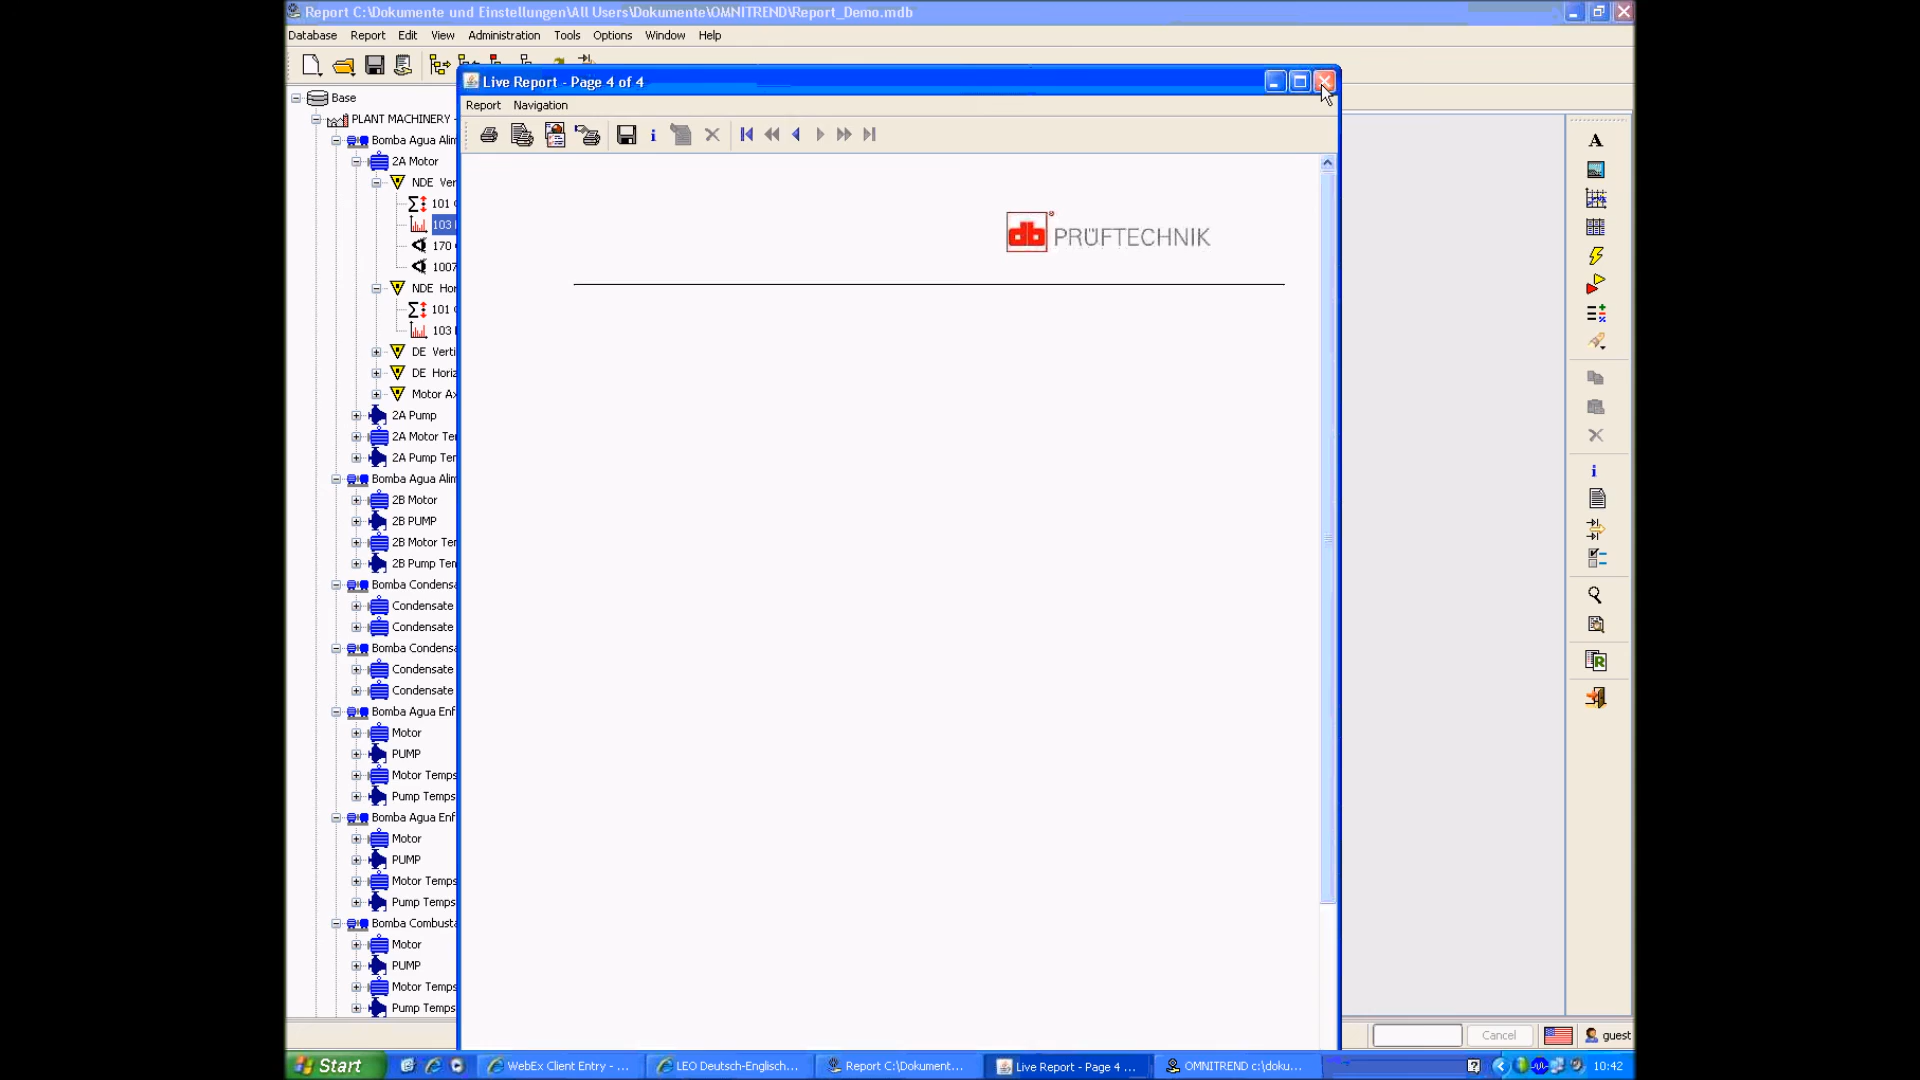 Report C:\Dokumente und Einstellungen\All Users\Dokumente\OMNITREND\Report_Demo.mdb
Database Report Edit View Administration Tools Options Window Help
Live Report - Page 4 of 4
Report Navigation
db PRÜFTECHNIK
Base
PLANT MACHINERY -
Bomba Agua Alim
2A Motor
NDE Ver
101
103
170
1007
NDE Hor
101
103
DE Verti
DE Horiz
Motor Ax
2A Pump
2A Motor Ter
2A Pump Ter
Bomba Agua Alim
2B Motor
2B PUMP
2B Motor Ter
2B Pump Ten
Bomba Condensa
Condensate
Condensate
Bomba Condensa
Condensate
Condensate
Bomba Agua Enf
Motor
PUMP
Motor Temps
Pump Temps
Bomba Agua Enf
Motor
PUMP
Motor Temps
Pump Temps
Bomba Combusta
Motor
PUMP
Motor Temps
Pump Temps
Cancel guest
Start WebEx Client Entry - ... LEO Deutsch-Englisch... Report C:\Dokument... Live Report - Page 4 ... OMNITREND c:\doku... 10:42